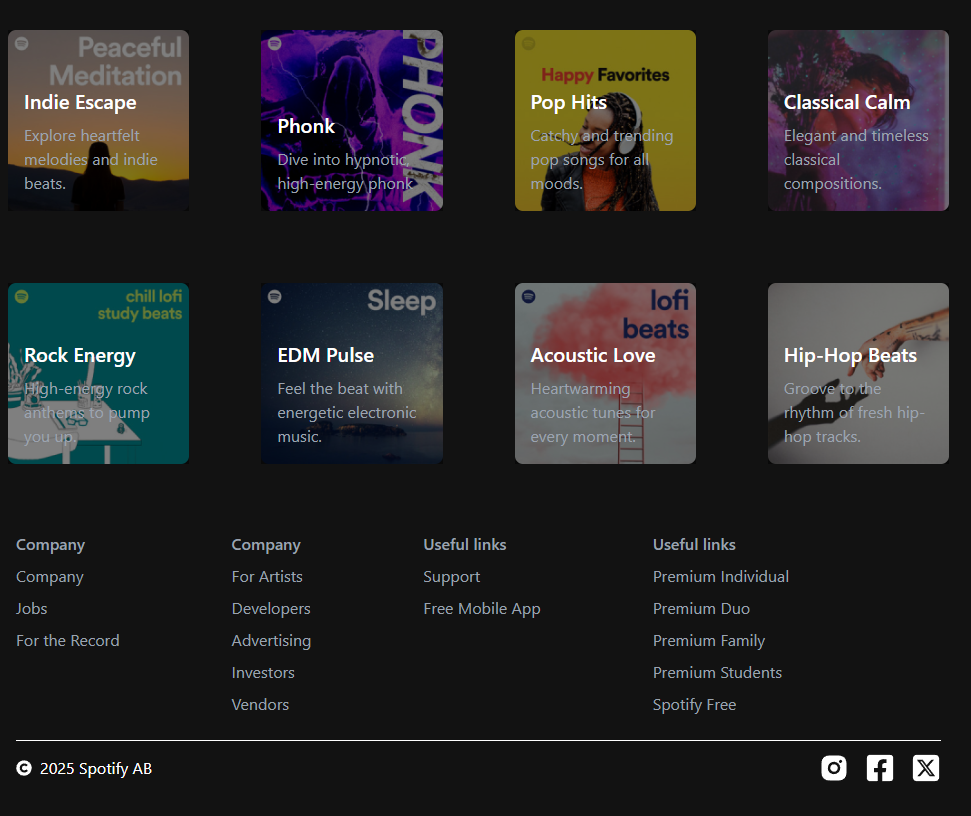 Peaceful
Meditation
Indie Escape
Explore heartfelt
melodies and indie
beats.
PHONK
Phonk
Dive into hypnotic,
high-energy phonk
Happy Favorites
Pop Hits
Catchy and trending
pop songs for all
moods.
Classical Calm
Elegant and timeless
classical
compositions.
chill lofi
study beats
Rock Energy
High-energy rock
anthems to pump
you up.
Sleep
EDM Pulse
Feel the beat with
energetic electronic
music.
lofi
beats
Acoustic Love
Heartwarming
acoustic tunes for
every moment.
Hip-Hop Beats
Groove to the
rhythm of fresh hip-
hop tracks.
Company
Company
Jobs
For the Record
Company
For Artists
Developers
Advertising
Investors
Vendors
Useful links
Support
Free Mobile App
Useful links
Premium Individual
Premium Duo
Premium Family
Premium Students
Spotify Free
© 2025 Spotify AB